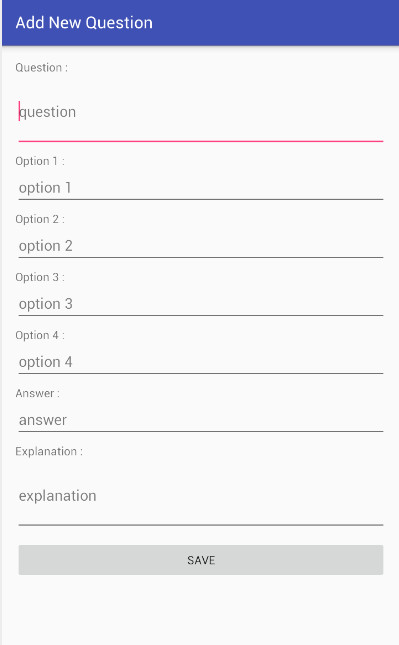 Add New Question
Question :
question
Option 1 :
option 1
Option 2 :
option 2
Option 3 :
option 3
Option 4 :
option 4
Answer :
answer
Explanation :
explanation
SAVE